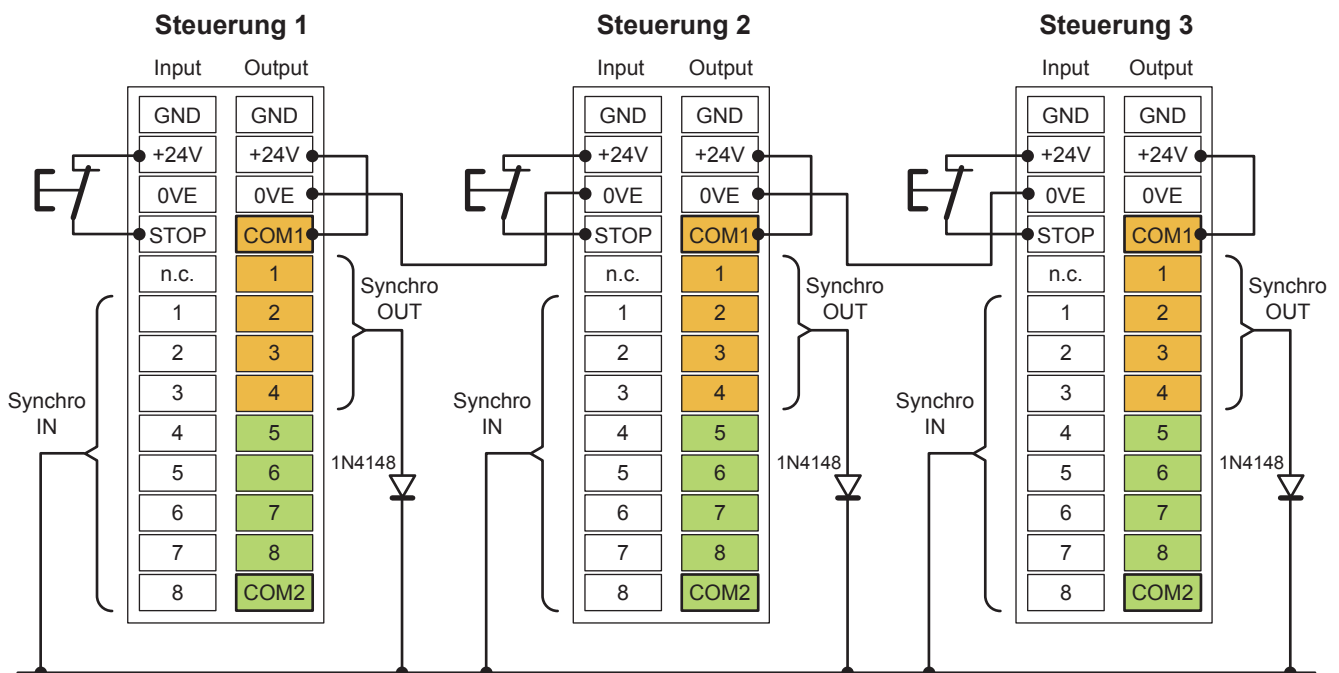 Steuerung 1 Steuerung 2 Steuerung 3
Input Output Input Output Input Output
GND GND GND GND GND GND
+24V +24V +24V +24V +24V +24V
0VE 0VE 0VE 0VE 0VE 0VE
STOP COM1 STOP COM1 STOP COM1
n.c. 1 n.c. 1 n.c. 1
Synchro Synchro Synchro
1 2 OUT 1 2 OUT 1 2 OUT
2 3 2 3 2 3
Synchro 3 4 Synchro 3 4 Synchro 3 4
IN 4 5 IN 4 5 IN 4 5
5 6 1N4148 5 6 1N4148 5 6 1N4148
6 7 6 7 6 7
7 8 7 8 7 8
8 COM2 8 COM2 8 COM2